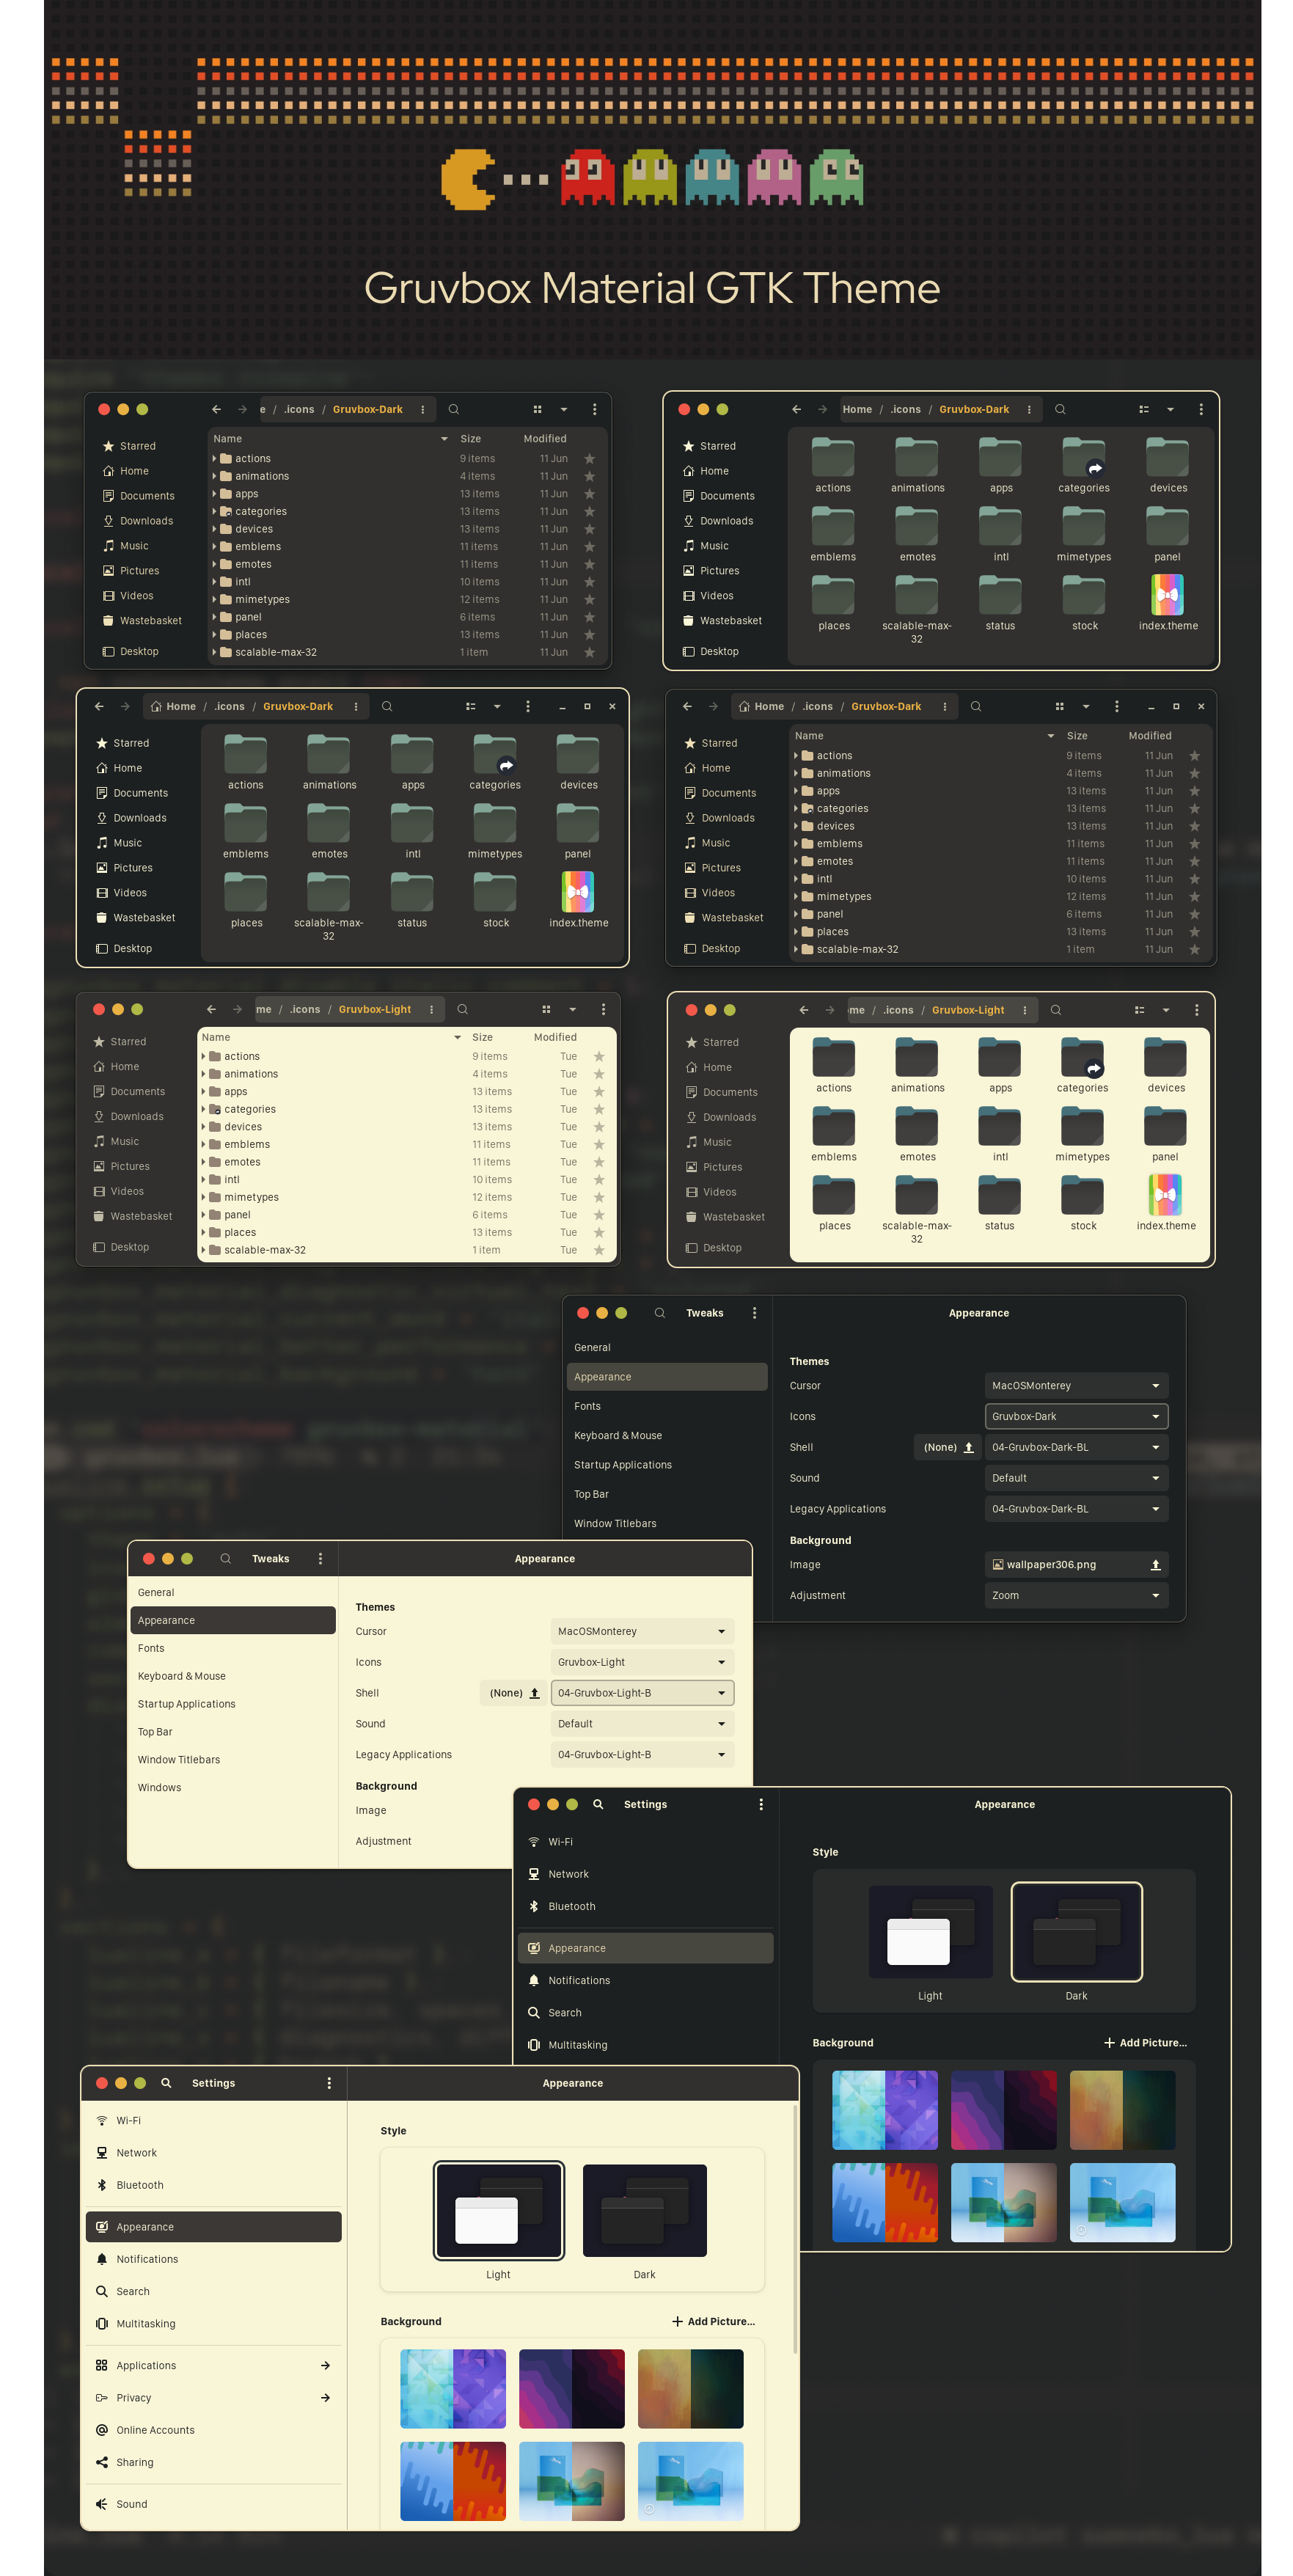 Gruvbox Material GTK Theme
e / .icons / Gruvbox-Dark
Starred
Home
Documents
Downloads
Music
Pictures
Videos
Wastebasket
Desktop
Name Size Modified
actions 9 items 11 Jun
animations 4 items 11 Jun
apps 13 items 11 Jun
categories 13 items 11 Jun
devices 13 items 11 Jun
emblems 11 items 11 Jun
emotes 11 items 11 Jun
intl 10 items 11 Jun
mimetypes 12 items 11 Jun
panel 6 items 11 Jun
places 13 items 11 Jun
scalable-max-32 1 item 11 Jun
Home / .icons / Gruvbox-Dark
Starred
Home
Documents
Downloads
Music
Pictures
Videos
Wastebasket
Desktop
actions animations apps categories devices
emblems emotes intl mimetypes panel
places scalable-max- status stock index.theme
32
Home / .icons / Gruvbox-Dark
Starred
Home
Documents
Downloads
Music
Pictures
Videos
Wastebasket
Desktop
actions animations apps categories devices
emblems emotes intl mimetypes panel
places scalable-max- status stock index.theme
32
Home / .icons / Gruvbox-Dark
Starred
Home
Documents
Downloads
Music
Pictures
Videos
Wastebasket
Desktop
Name Size Modified
actions 9 items 11 Jun
animations 4 items 11 Jun
apps 13 items 11 Jun
categories 13 items 11 Jun
devices 13 items 11 Jun
emblems 11 items 11 Jun
emotes 11 items 11 Jun
intl 10 items 11 Jun
mimetypes 12 items 11 Jun
panel 6 items 11 Jun
places 13 items 11 Jun
scalable-max-32 1 item 11 Jun
me / .icons / Gruvbox-Light
Starred
Home
Documents
Downloads
Music
Pictures
Videos
Wastebasket
Desktop
Name Size Modified
actions 9 items Tue
animations 4 items Tue
apps 13 items Tue
categories 13 items Tue
devices 13 items Tue
emblems 11 items Tue
emotes 11 items Tue
intl 10 items Tue
mimetypes 12 items Tue
panel 6 items Tue
places 13 items Tue
scalable-max-32 1 item Tue
me / .icons / Gruvbox-Light
Starred
Home
Documents
Downloads
Music
Pictures
Videos
Wastebasket
Desktop
actions animations apps categories devices
emblems emotes intl mimetypes panel
places scalable-max- status stock index.theme
32
Tweaks Appearance
General
Appearance
Fonts
Keyboard & Mouse
Startup Applications
Top Bar
Window Titlebars
Themes
Cursor MacOSMonterey
Icons Gruvbox-Dark
Shell (None) 04-Gruvbox-Dark-BL
Sound Default
Legacy Applications 04-Gruvbox-Dark-BL
Background
Image wallpaper306.png
Adjustment Zoom
Tweaks Appearance
General
Appearance
Fonts
Keyboard & Mouse
Startup Applications
Top Bar
Window Titlebars
Windows
Themes
Cursor MacOSMonterey
Icons Gruvbox-Light
Shell (None) 04-Gruvbox-Light-B
Sound Default
Legacy Applications 04-Gruvbox-Light-B
Background
Image
Adjustment
Settings Appearance
Wi-Fi
Network
Bluetooth
Appearance
Notifications
Search
Multitasking
Style
Light Dark
Background Add Picture...
Settings Appearance
Wi-Fi
Network
Bluetooth
Appearance
Notifications
Search
Multitasking
Applications
Privacy
Online Accounts
Sharing
Sound
Style
Light Dark
Background Add Picture...